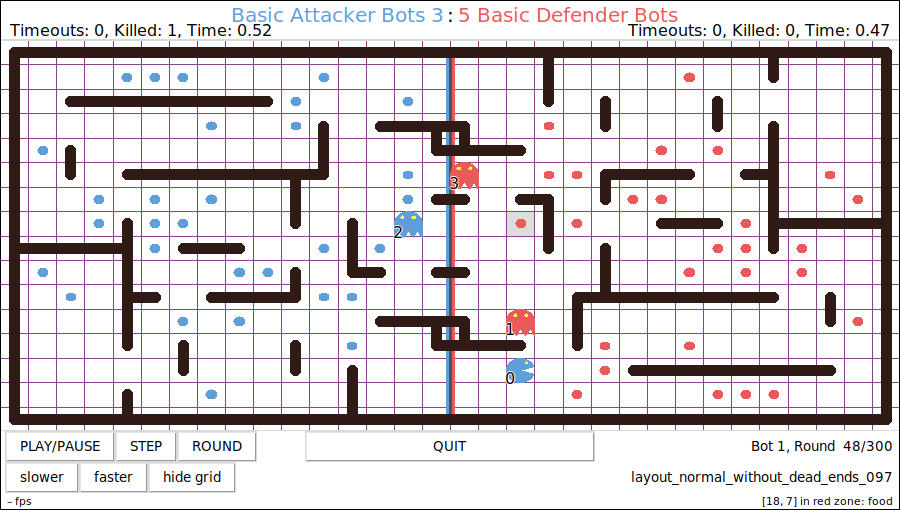 Basic Attacker Bots 3 : 5 Basic Defender Bots
Timeouts: 0, Killed: 1, Time: 0.52
Timeouts: 0, Killed: 0, Time: 0.47
3
2
1
0
PLAY/PAUSE
STEP
ROUND
QUIT
Bot 1, Round 48/300
slower
faster
hide grid
layout_normal_without_dead_ends_097
– fps
[18, 7] in red zone: food